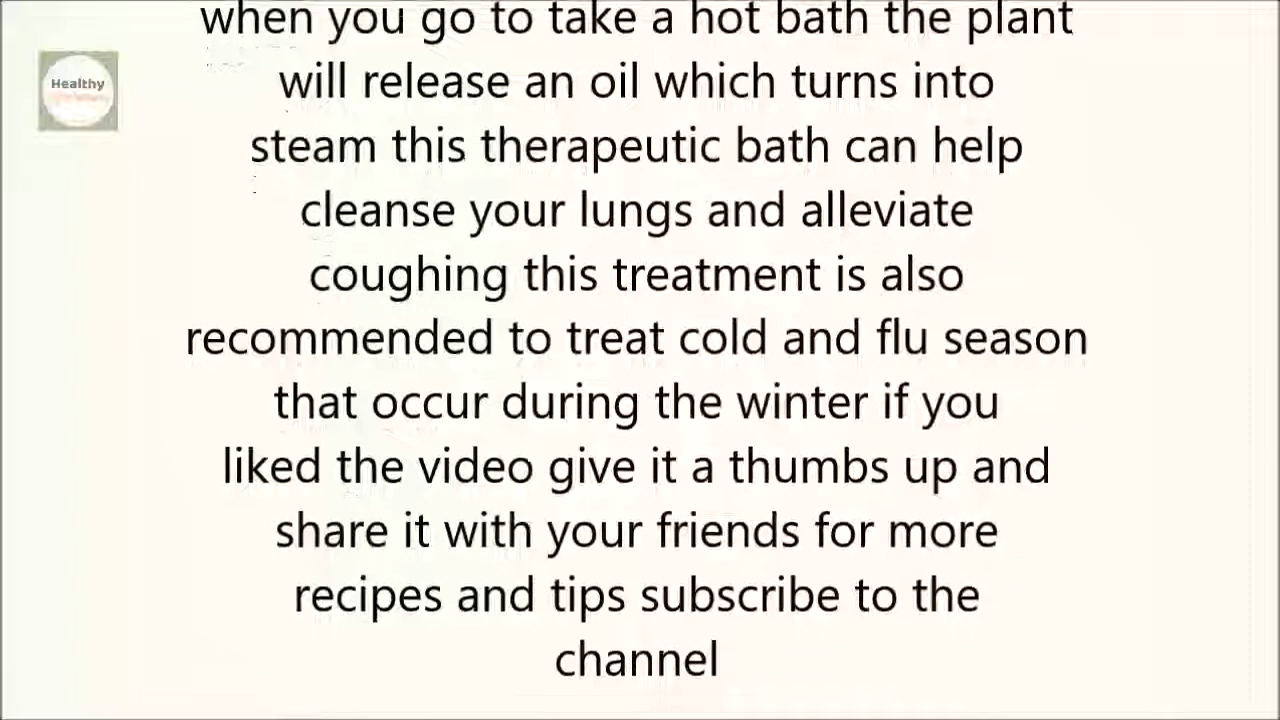 when you go to take a hot bath the plant
Healthy
will release an oil which turns into
steam this therapeutic bath can help
cleanse your lungs and alleviate
coughing this treatment is also
recommended to treat cold and flu season
that occur during the winter if you
liked the video give it a thumbs up and
share it with your friends for more
recipes and tips subscribe to the
channel